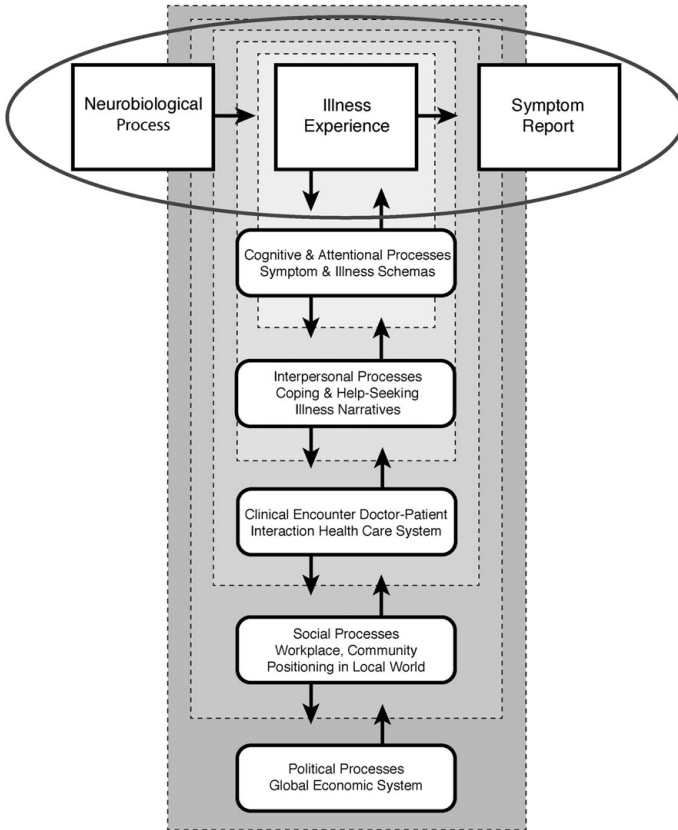 Neurobiological
Process
Illness
Experience
Symptom
Report
Cognitive & Attentional Processes
Symptom & Illness Schemas
Interpersonal Processes
Coping & Help-Seeking
Illness Narratives
Clinical Encounter Doctor-Patient
Interaction Health Care System
Social Processes
Workplace, Community
Positioning in Local World
Political Processes
Global Economic System